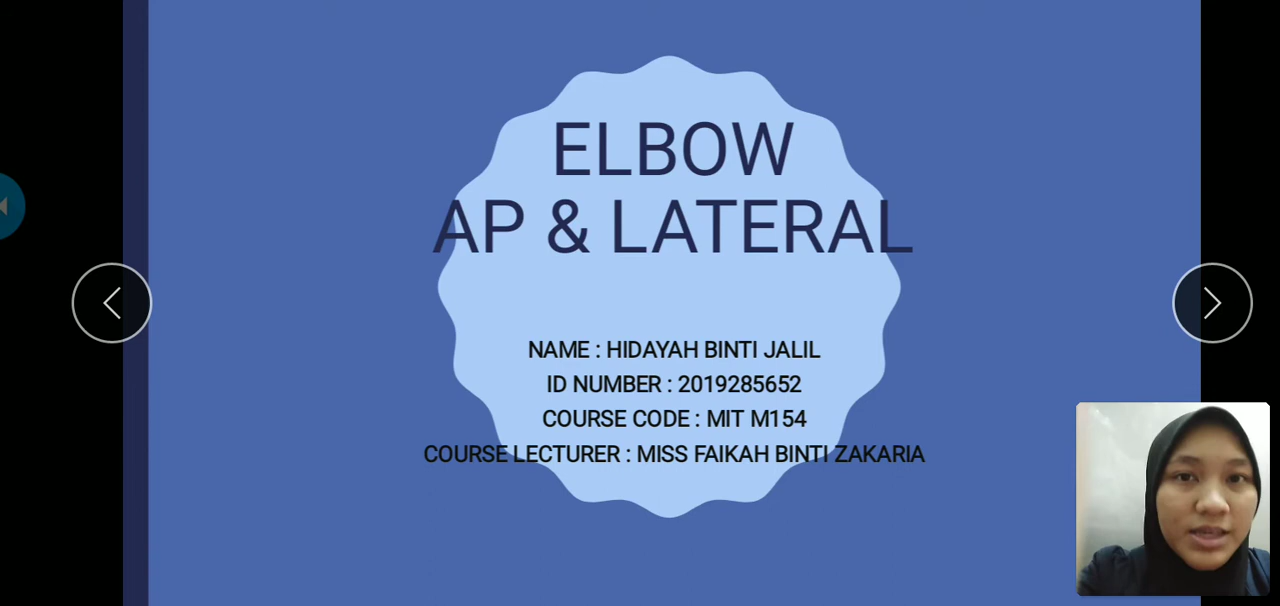 ELBOW
AP & LATERAL
NAME : HIDAYAH BINTI JALIL
ID NUMBER : 2019285652
COURSE CODE : MIT M154
COURSE LECTURER : MISS FAIKAH BINTI ZAKARIA